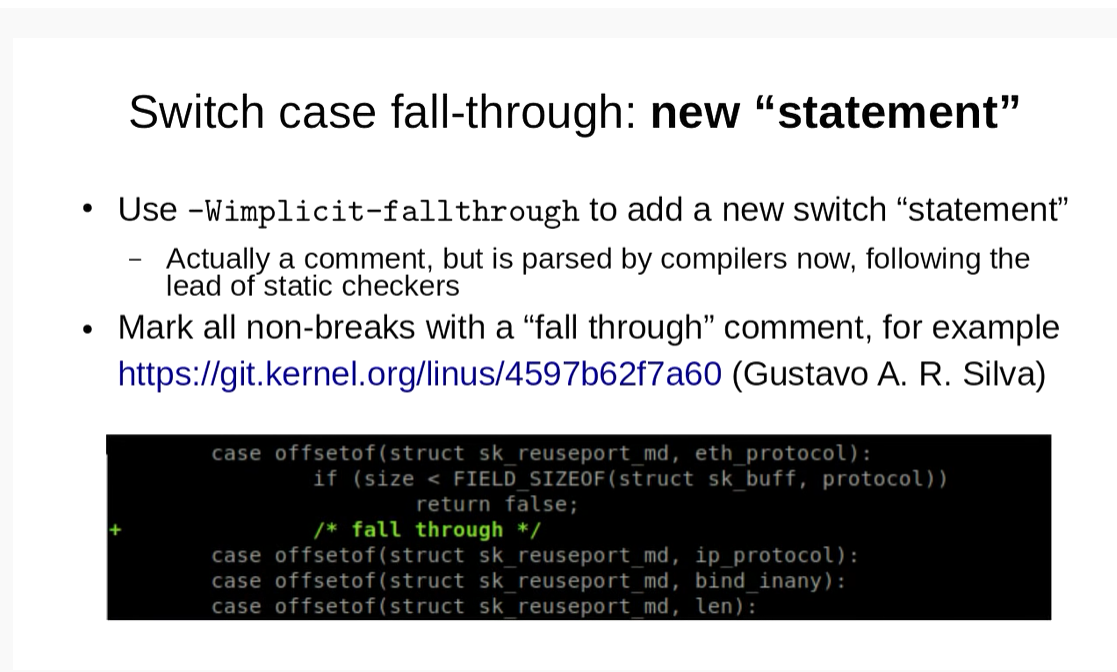 Switch case fall-through: new “statement”
• Use -Wimplicit-fallthrough to add a new switch “statement”
– Actually a comment, but is parsed by compilers now, following the
lead of static checkers
• Mark all non-breaks with a “fall through” comment, for example
https://git.kernel.org/linus/4597b62f7a60 (Gustavo A. R. Silva)
case offsetof(struct sk_reuseport_md, eth_protocol):
if (size < FIELD_SIZEOF(struct sk_buff, protocol))
return false;
+ /* fall through */
case offsetof(struct sk_reuseport_md, ip_protocol):
case offsetof(struct sk_reuseport_md, bind_inany):
case offsetof(struct sk_reuseport_md, len):